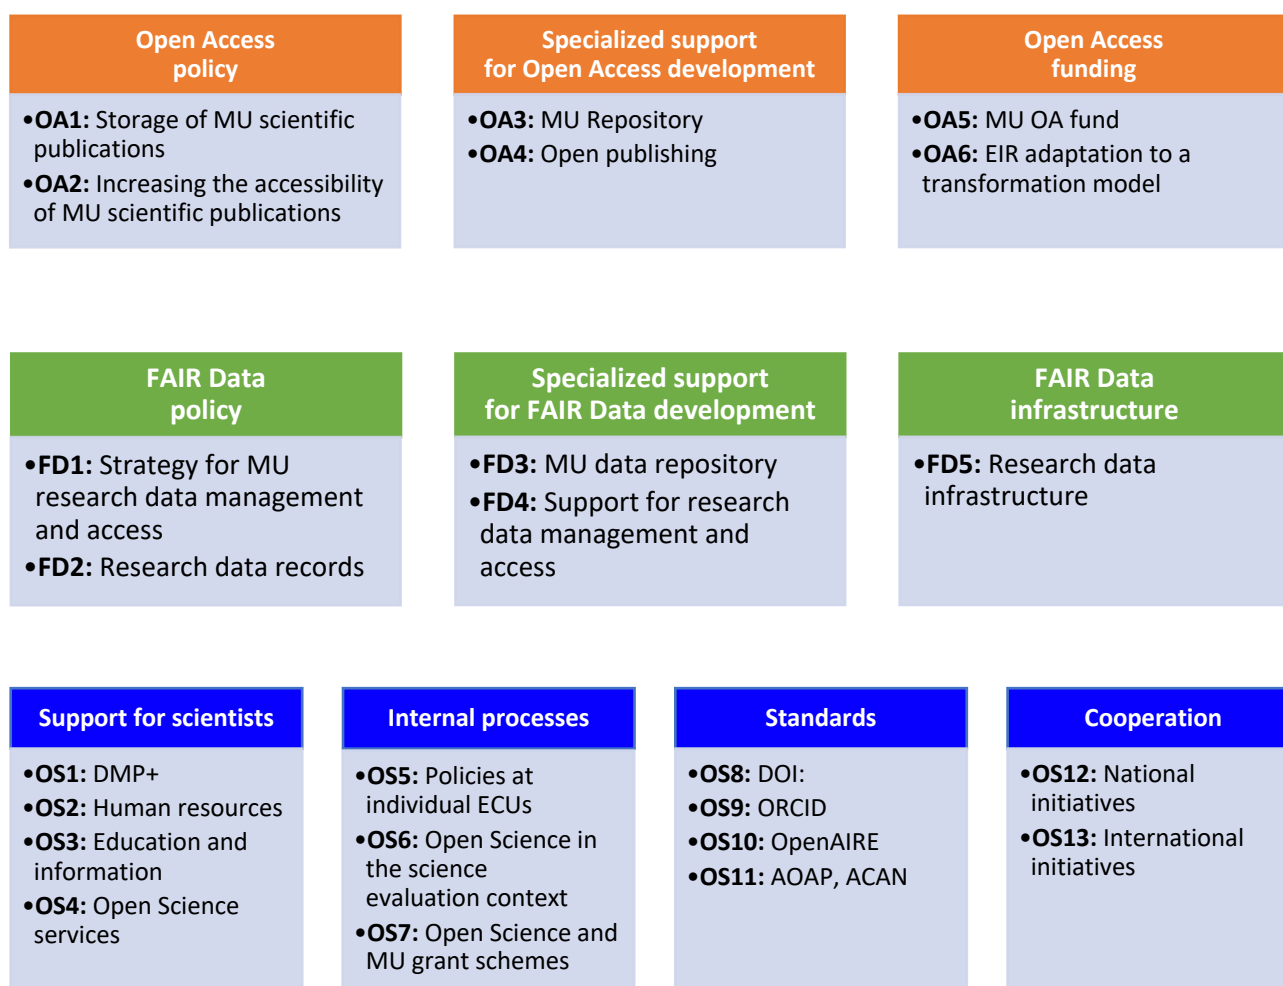 Open Access
policy
•OA1: Storage of MU scientific
publications
•OA2: Increasing the accessibility
of MU scientific publications
Specialized support
for Open Access development
•OA3: MU Repository
•OA4: Open publishing
Open Access
funding
•OA5: MU OA fund
•OA6: EIR adaptation to a
transformation model
FAIR Data
policy
•FD1: Strategy for MU
research data management
and access
•FD2: Research data records
Specialized support
for FAIR Data development
•FD3: MU data repository
•FD4: Support for research
data management and
access
FAIR Data
infrastructure
•FD5: Research data
infrastructure
Support for scientists
•OS1: DMP+
•OS2: Human resources
•OS3: Education and
information
•OS4: Open Science
services
Internal processes
•OS5: Policies at
individual ECUs
•OS6: Open Science in
the science
evaluation context
•OS7: Open Science and
MU grant schemes
Standards
•OS8: DOI:
•OS9: ORCID
•OS10: OpenAIRE
•OS11: AOAP, ACAN
Cooperation
•OS12: National
initiatives
•OS13: International
initiatives